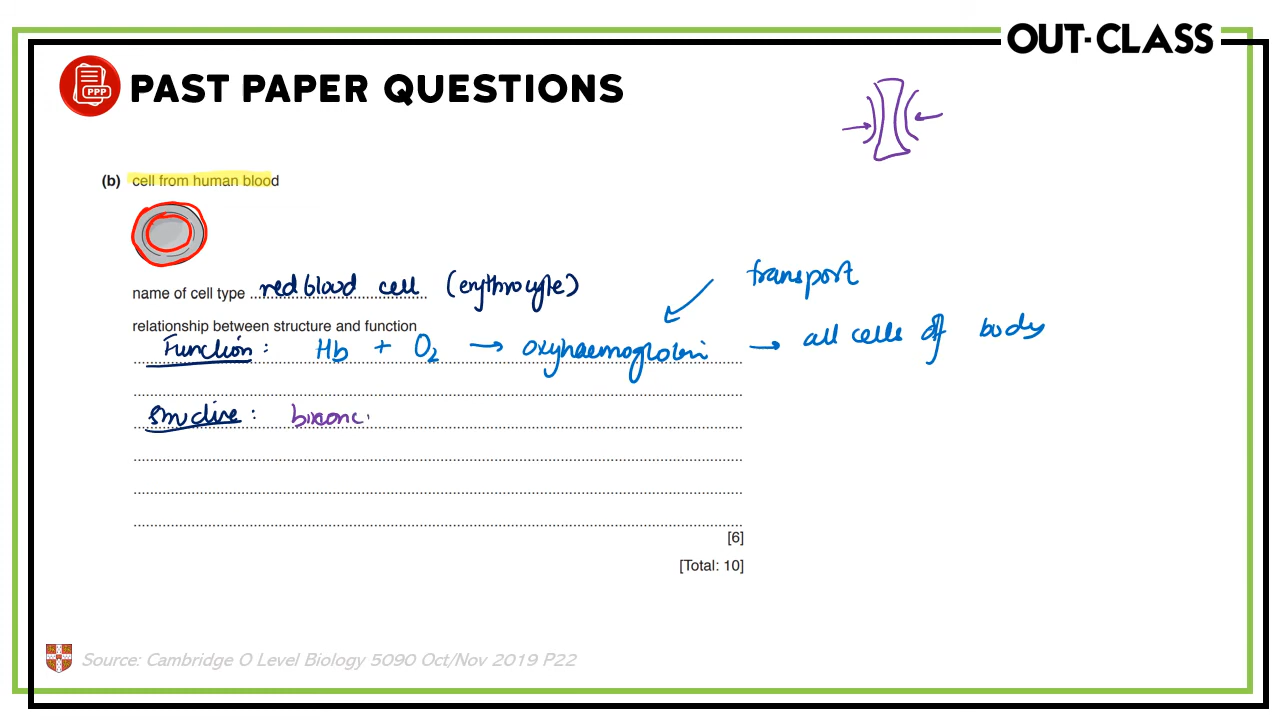 OUT-CLASS
PPP
PAST PAPER QUESTIONS
(b) cell from human blood
name of cell type red blood cell (erythrocyte)
transport
relationship between structure and function
Function: Hb + O2 → oxyhaemoglobin → all cells of body
Structure: biconc
[6]
[Total: 10]
Source: Cambridge O Level Biology 5090 Oct/Nov 2019 P22